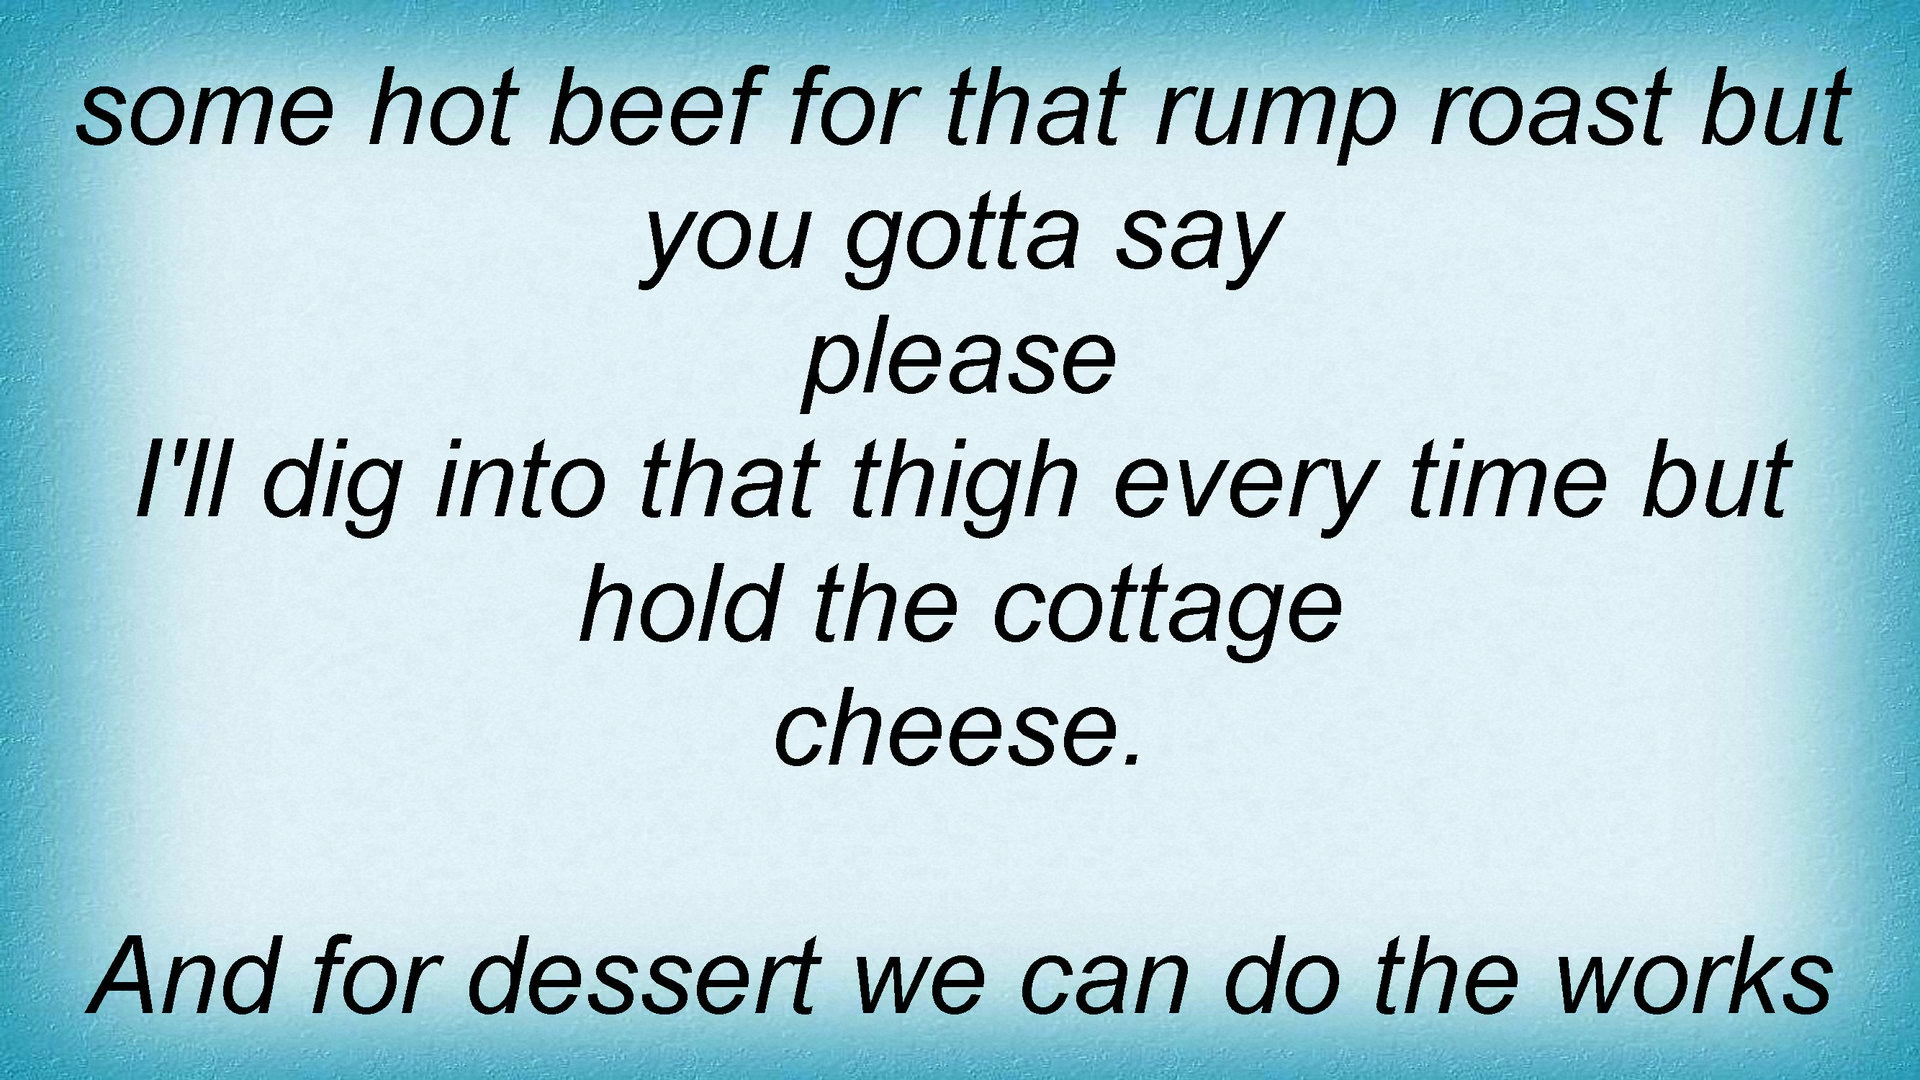 some hot beef for that rump roast but
you gotta say
please
I'll dig into that thigh every time but
hold the cottage
cheese.
And for dessert we can do the works